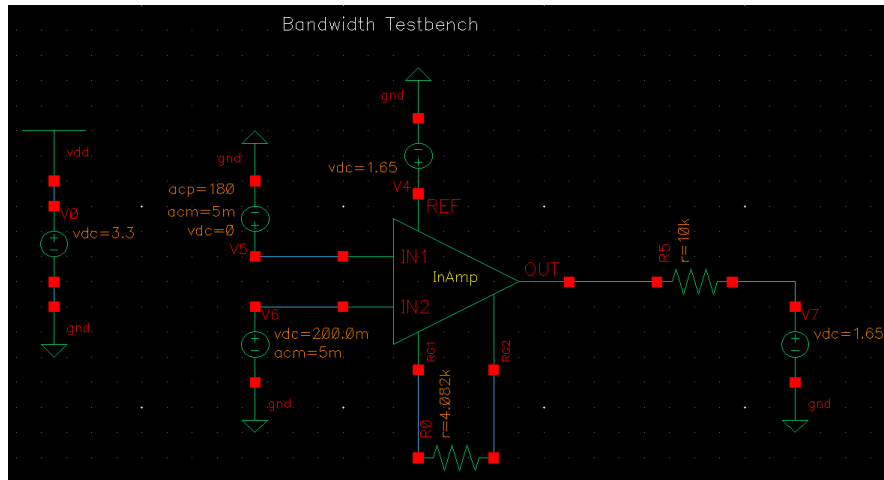 Bandwidth Testbench
gnd
vdd
gnd
vdc=1.65
V4
REF
acp=180
acm=5m
vdc=0
V5
V0
vdc=3.3
IN1
InAmp
OUT
IN2
V6
vdc=200.0m
acm=5m
R5
r=10k
V7
vdc=1.65
RG1
RG2
gnd
gnd
gnd
R0
r=4.082k